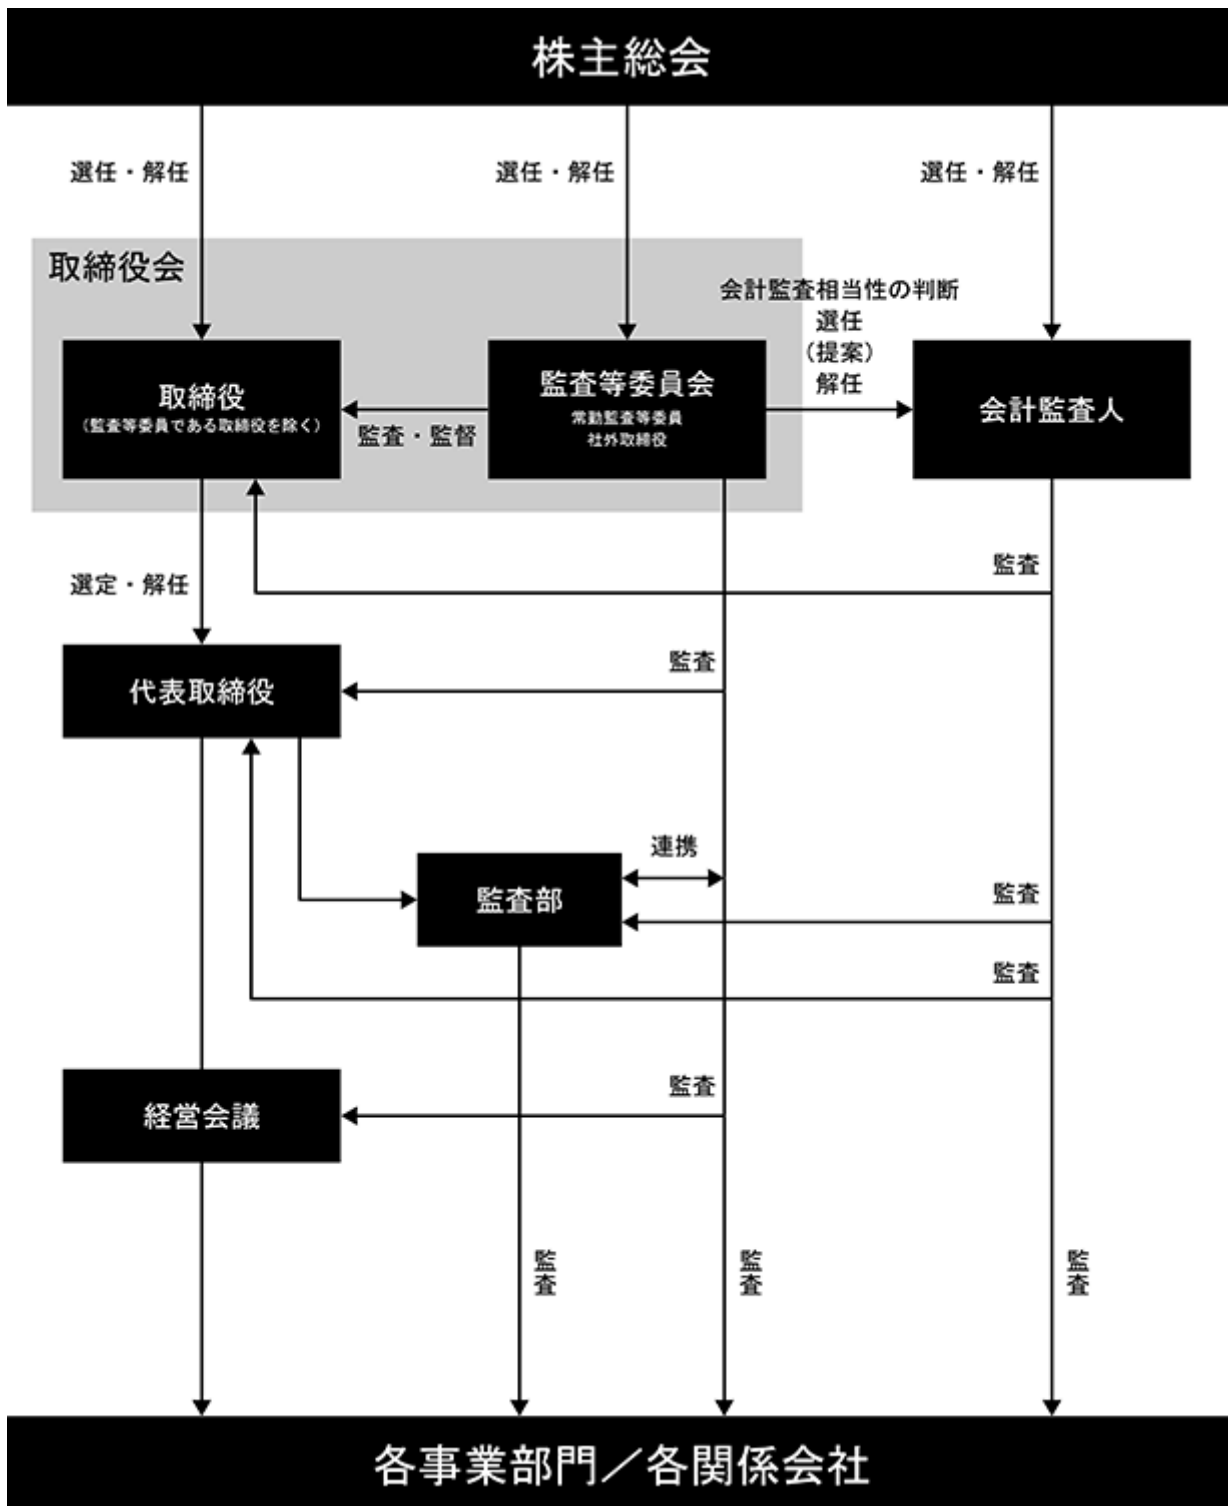 株主総会
選任・解任
選任・解任
選任・解任
取締役会
会計監査相当性の判断
選任
（提案）
解任
取締役
（監査等委員である取締役を除く）
監査・監督
監査等委員会
常勤監査等委員
社外取締役
会計監査人
監査
選定・解任
監査
代表取締役
連携
監査部
監査
監査
監査
経営会議
監査
監査
監査
各事業部門／各関係会社